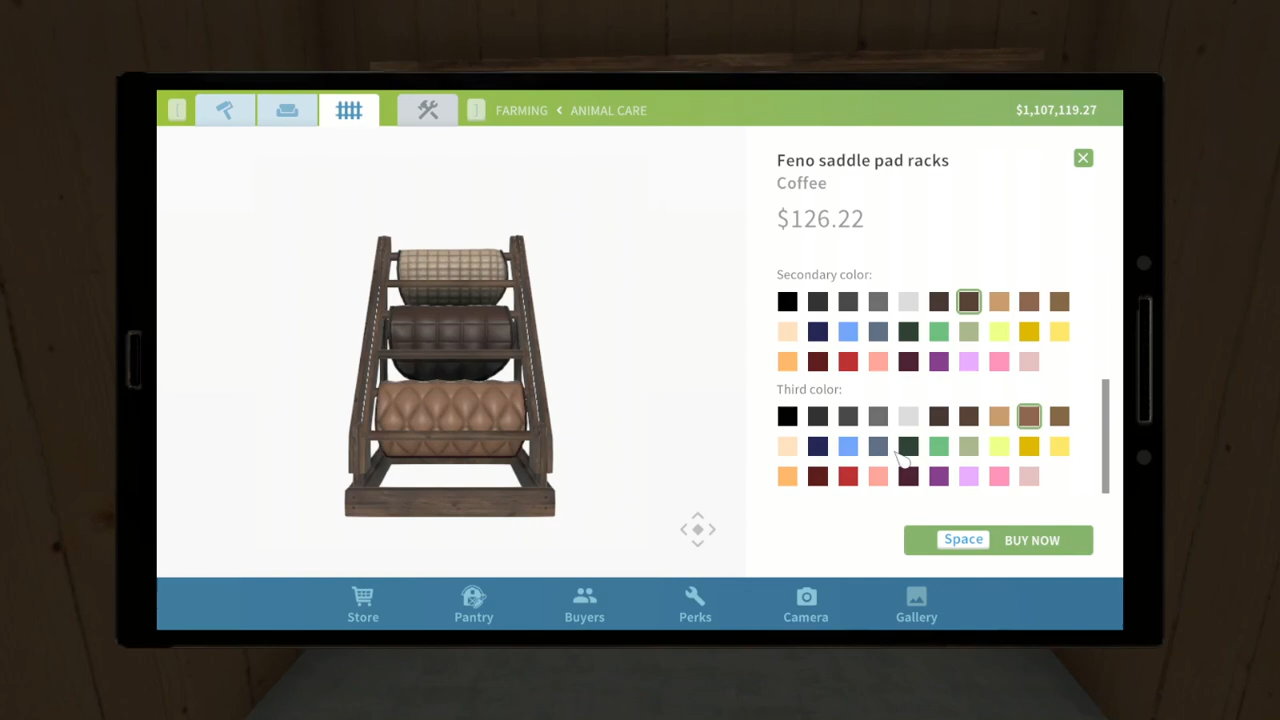 FARMING < ANIMAL CARE
$1,107,119.27
Feno saddle pad racks
Coffee
$126.22
Secondary color:
Third color:
Space BUY NOW
Store
Pantry
Buyers
Perks
Camera
Gallery